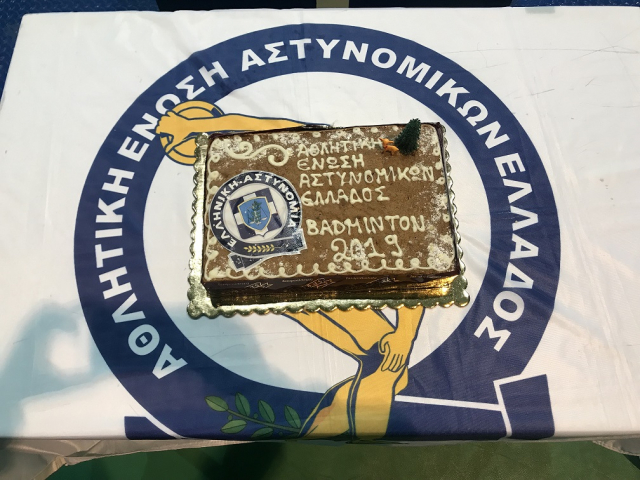 ΑΘΛΗΤΙΚΗ ΕΝΩΣΗ ΑΣΤΥΝΟΜΙΚΩΝ ΕΛΛΑΔΟΣ
ΑΘΛΗΤΙΚΗ
ΕΝΩΣΗ
ΑΣΤΥΝΟΜΙΚΩΝ
ΕΛΛΑΔΟΣ
BADMINTON
2019
ΕΛΛΗΝΙΚΗ-ΑΣΤΥΝΟΜΙΑ